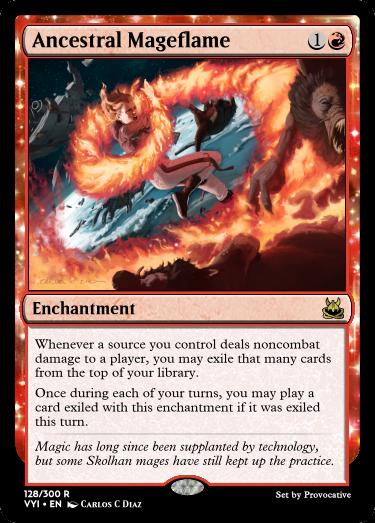 Ancestral Mageflame 1
Enchantment
Whenever a source you control deals noncombat
damage to a player, you may exile that many cards
from the top of your library.
Once during each of your turns, you may play a
card exiled with this enchantment if it was exiled
this turn.
Magic has long since been supplanted by technology,
but some Skolhan mages have still kept up the practice.
128/300 R
VYI • EN Carlos C Diaz
Set by Provocative